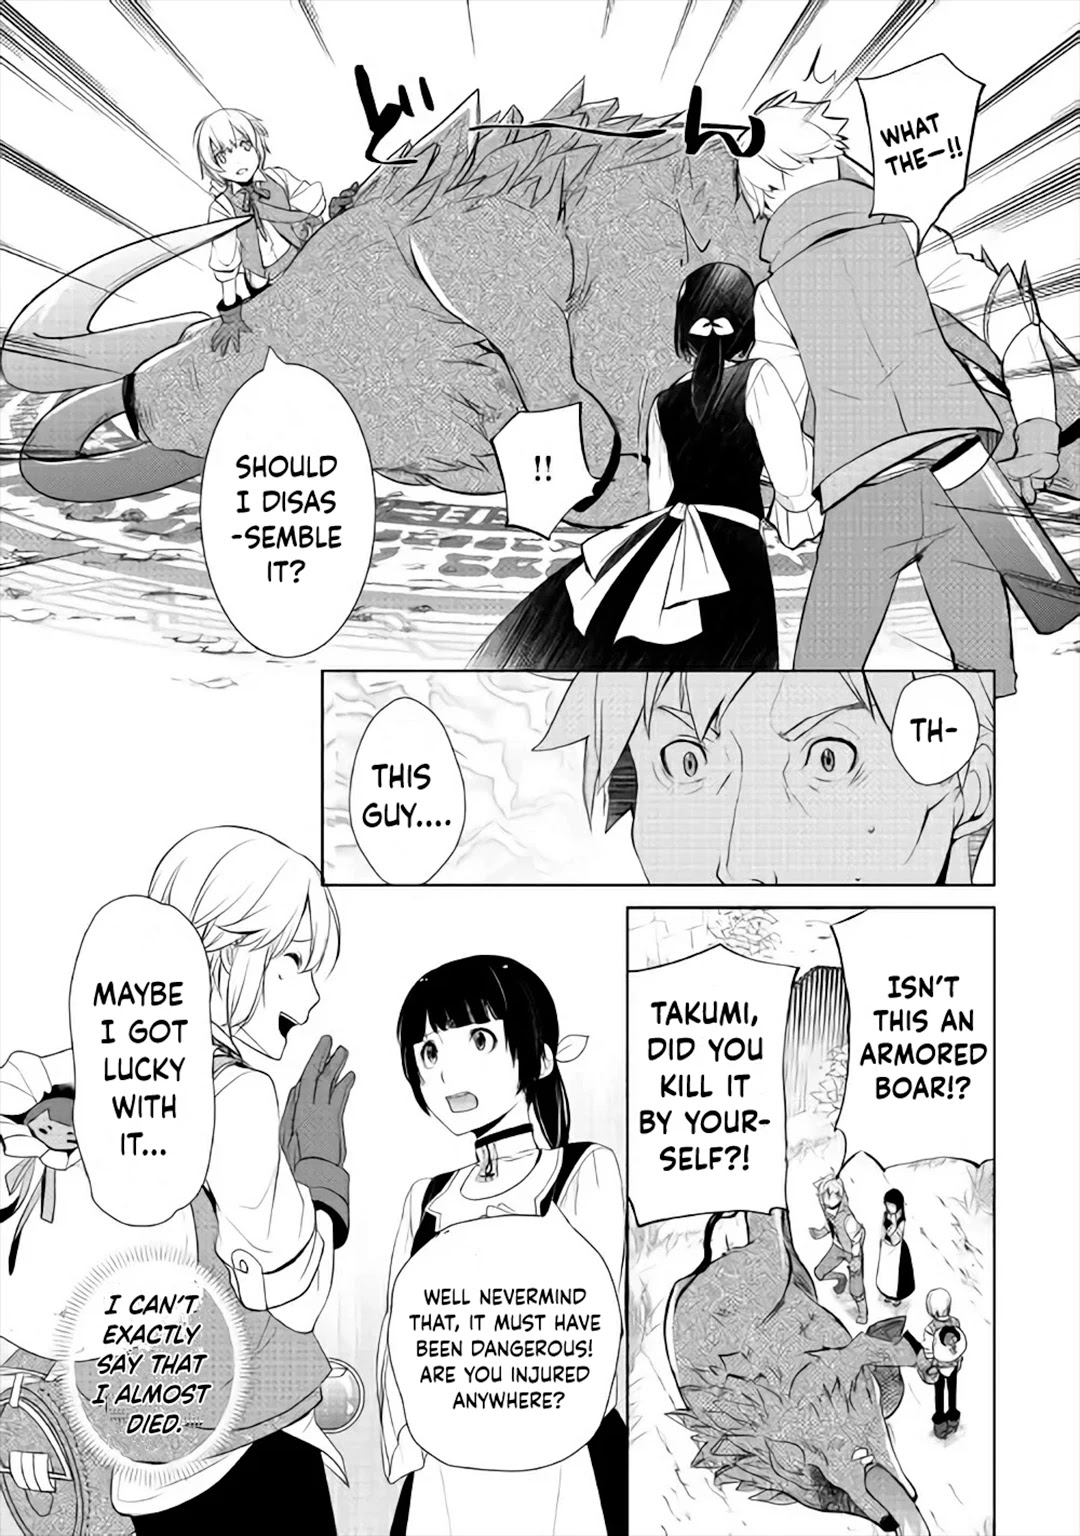 WHAT
THE—!!
どーん
!!
SHOULD
I DISAS
-SEMBLE
IT?
TH-
THIS
GUY....
ISN'T
THIS AN
ARMORED
BOAR!?
TAKUMI,
DID YOU
KILL IT
BY YOUR-
SELF?!
WELL NEVERMIND
THAT, IT MUST HAVE
BEEN DANGEROUS!
ARE YOU INJURED
ANYWHERE?
MAYBE
I GOT
LUCKY
WITH
IT...
I CAN'T
EXACTLY
SAY THAT
I ALMOST
DIED.